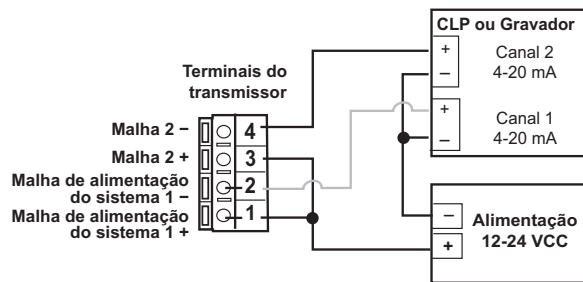 CLP ou Gravador
+
Canal 2
4-20 mA
–
+
Canal 1
4-20 mA
–
Terminais do
transmissor
Malha 2 –
4
Malha 2 +
3
Malha de alimentação
do sistema 1 –
2
Malha de alimentação
do sistema 1 +
1
–
Alimentação
12-24 VCC
+